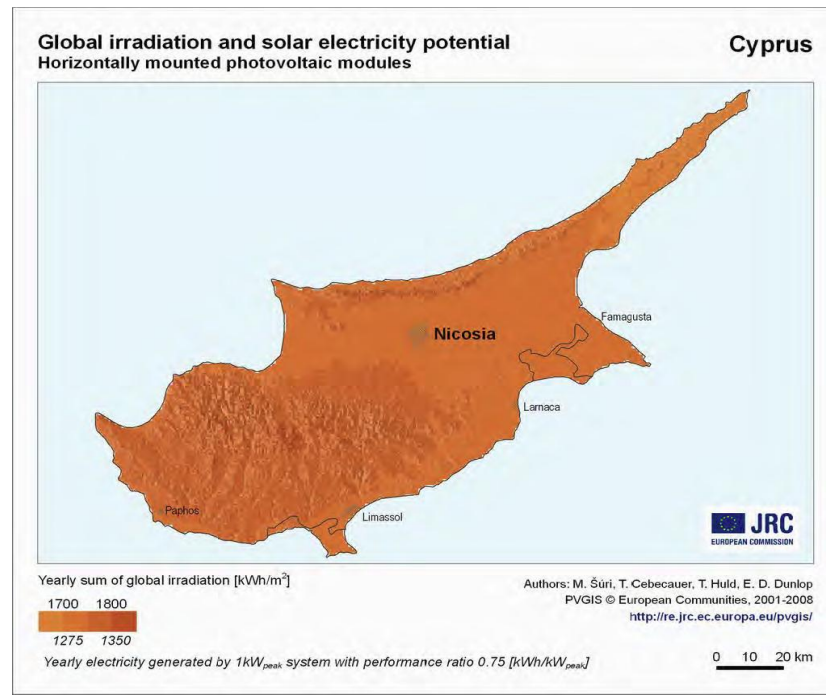 Global irradiation and solar electricity potential
Horizontally mounted photovoltaic modules
Cyprus
Famagusta
Nicosia
Larnaca
Paphos
Limassol
JRC
EUROPEAN COMMISSION
Yearly sum of global irradiation [kWh/m²]
1700 1800
1275 1350
Yearly electricity generated by 1kWpeak system with performance ratio 0.75 [kWh/kWpeak]
Authors: M. Šúri, T. Cebecauer, T. Huld, E. D. Dunlop
PVGIS © European Communities, 2001-2008
http://re.jrc.ec.europa.eu/pvgis/
0 10 20 km